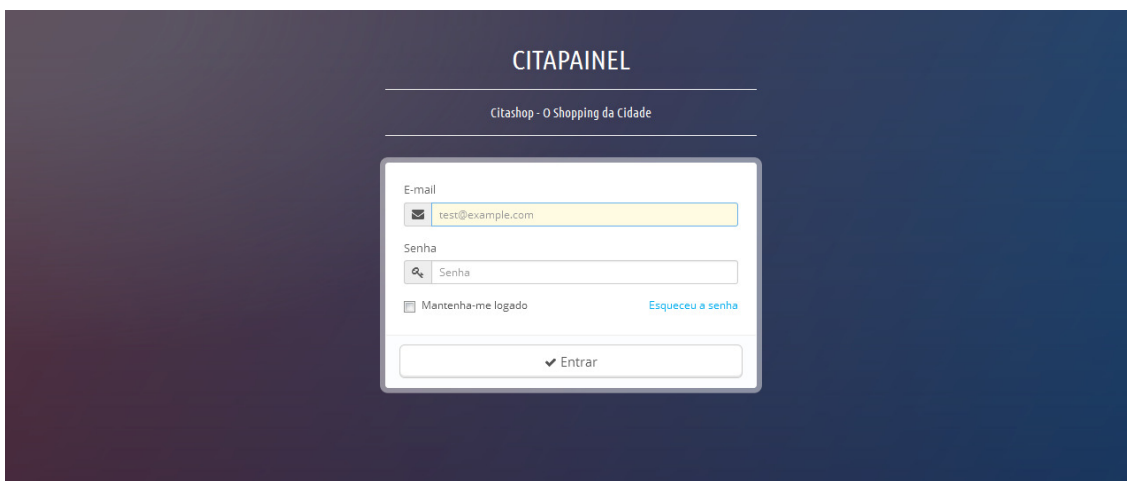 CITAPAINEL
Citashop - O Shopping da Cidade
E-mail
test@example.com
Senha
Senha
Mantenha-me logado Esqueceu a senha
Entrar